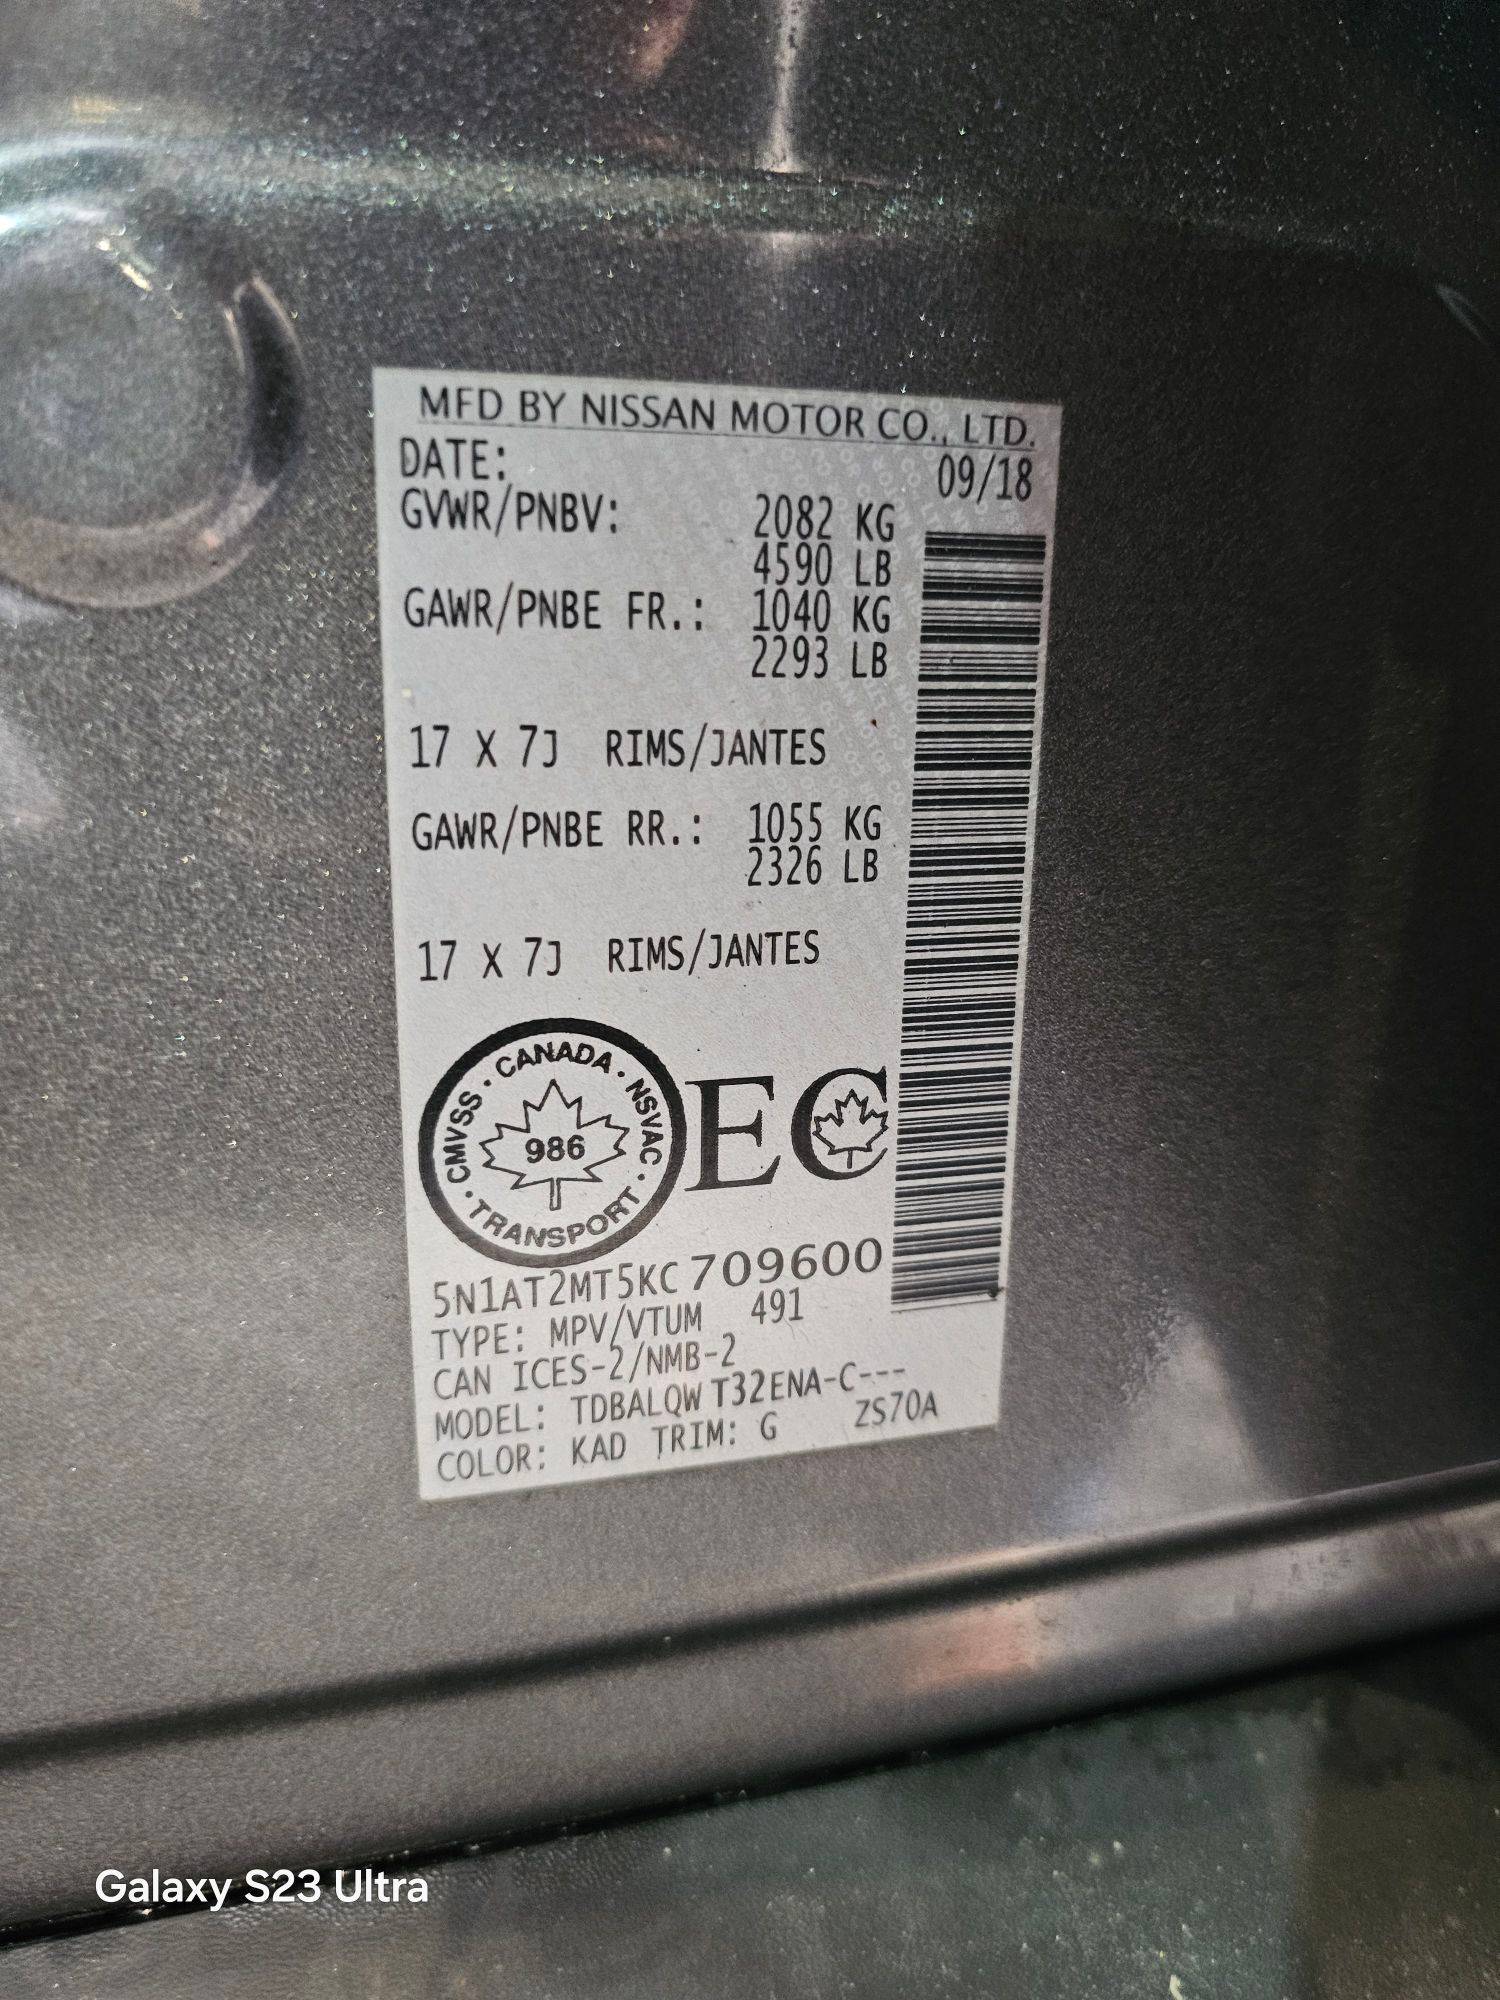 MFD BY NISSAN MOTOR CO., LTD.
DATE: 09/18
GVWR/PNBV: 2082 KG
4590 LB
GAWR/PNBE FR.: 1040 KG
2293 LB
17 X 7J RIMS/JANTES
GAWR/PNBE RR.: 1055 KG
2326 LB
17 X 7J RIMS/JANTES
CMVSS · CANADA · NSVAC · TRANSPORT ·
986
EC
5N1AT2MT5KC709600
TYPE: MPV/VTUM 491
CAN ICES-2/NMB-2
MODEL: TDBALQWT32ENA-C---
COLOR: KAD TRIM: G ZS70A
Galaxy S23 Ultra